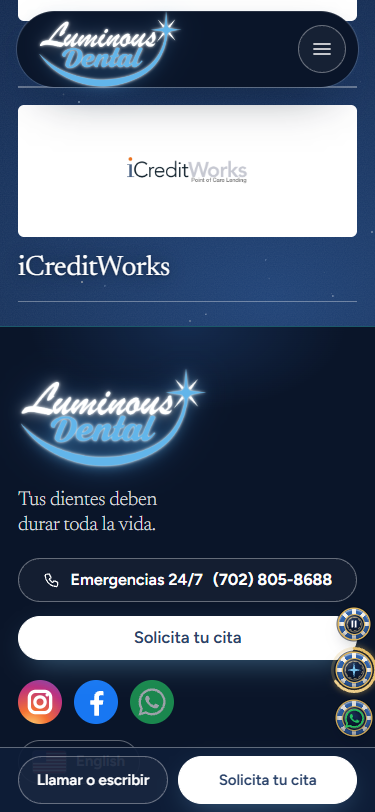 Luminous
Dental
iCreditWorks
Point of Care Lending
iCreditWorks
Luminous
Dental
Tus dientes deben
durar toda la vida.
Emergencias 24/7 (702) 805-8688
Solicita tu cita
English
Llamar o escribir
Solicita tu cita